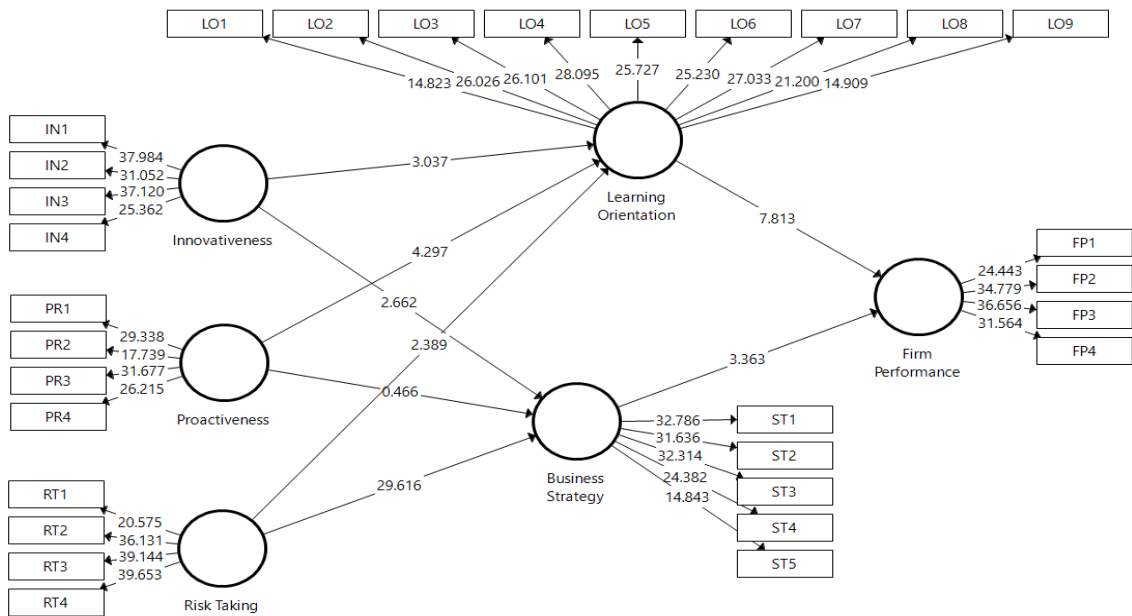 LO1 LO2 LO3 LO4 LO5 LO6 LO7 LO8 LO9
14.823 26.026 26.101 28.095 25.727 25.230 27.033 21.200 14.909
IN1
IN2
IN3
IN4
37.984
31.052
37.120
25.362
Innovativeness
3.037
Learning
Orientation
7.813
4.297
2.662
2.389
PR1
PR2
PR3
PR4
29.338
17.739
31.677
26.215
Proactiveness
0.466
3.363
FP1
FP2
FP3
FP4
24.443
34.779
36.656
31.564
Firm
Performance
Business
Strategy
32.786
31.636
32.314
24.382
14.843
ST1
ST2
ST3
ST4
ST5
29.616
RT1
RT2
RT3
RT4
20.575
36.131
39.144
39.653
Risk Taking